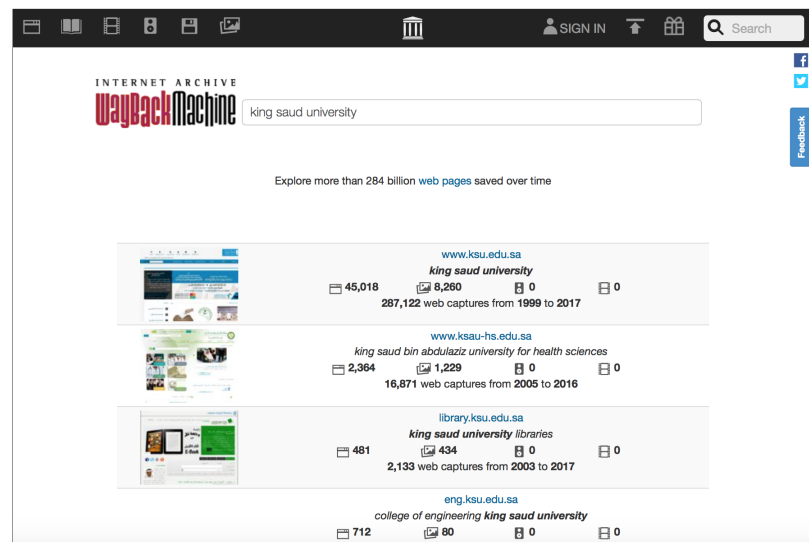 SIGN IN
Search
INTERNET ARCHIVE
WayBackMachine
king saud university
Feedback
Explore more than 284 billion web pages saved over time
www.ksu.edu.sa
king saud university
45,018 8,260 0 0
287,122 web captures from 1999 to 2017
www.ksau-hs.edu.sa
king saud bin abdulaziz university for health sciences
2,364 1,229 0 0
16,871 web captures from 2005 to 2016
library.ksu.edu.sa
king saud university libraries
481 434 0 0
2,133 web captures from 2003 to 2017
eng.ksu.edu.sa
college of engineering king saud university
712 80 0 0